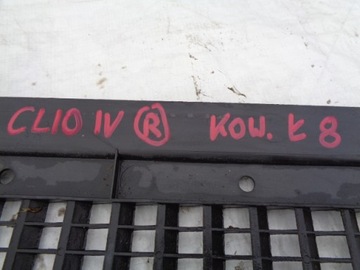 CLIO IV Ⓡ KOW. Ł 8